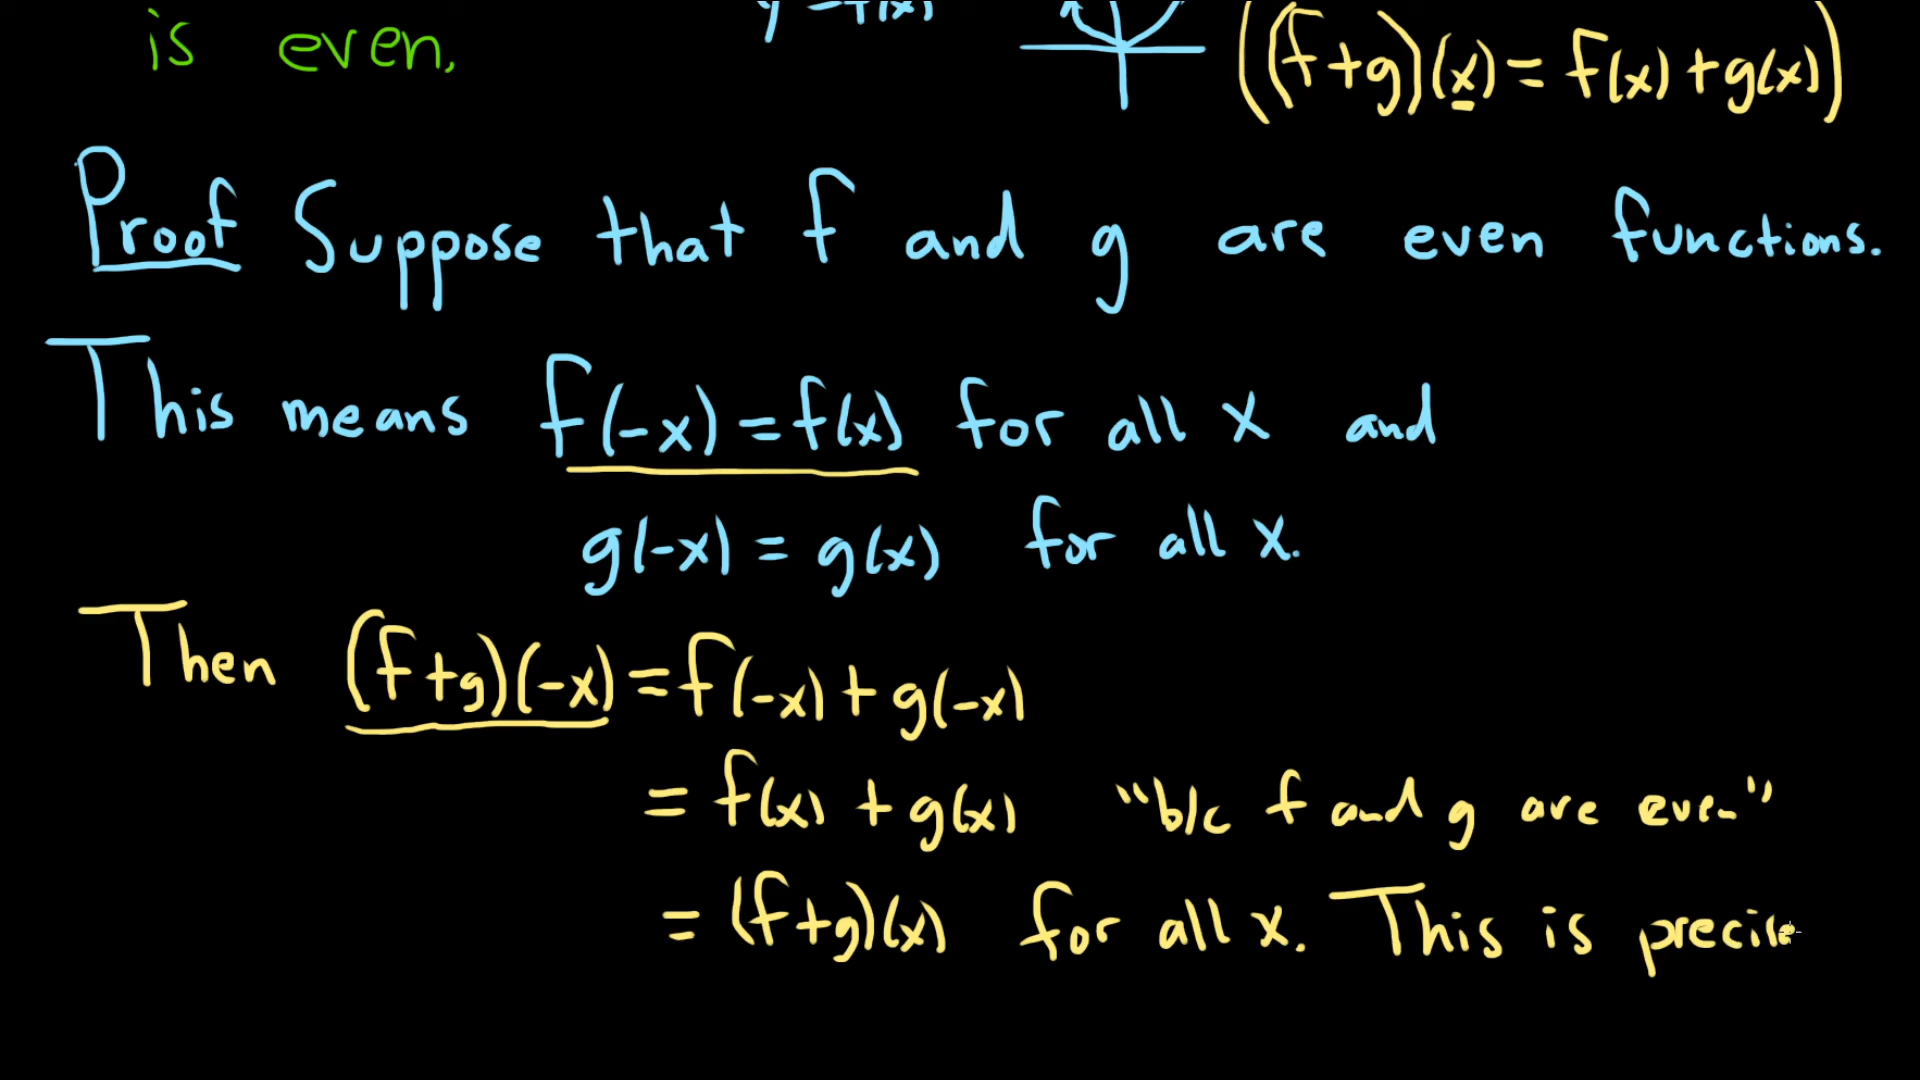 is even.
y = f(x)
((f+g)(x) = f(x) + g(x))
Proof Suppose that f and g are even functions.
This means f(-x) = f(x) for all x and
g(-x) = g(x) for all x.
Then (f+g)(-x) = f(-x) + g(-x)
= f(x) + g(x) "b/c f and g are even"
= (f+g)(x) for all x. This is precise